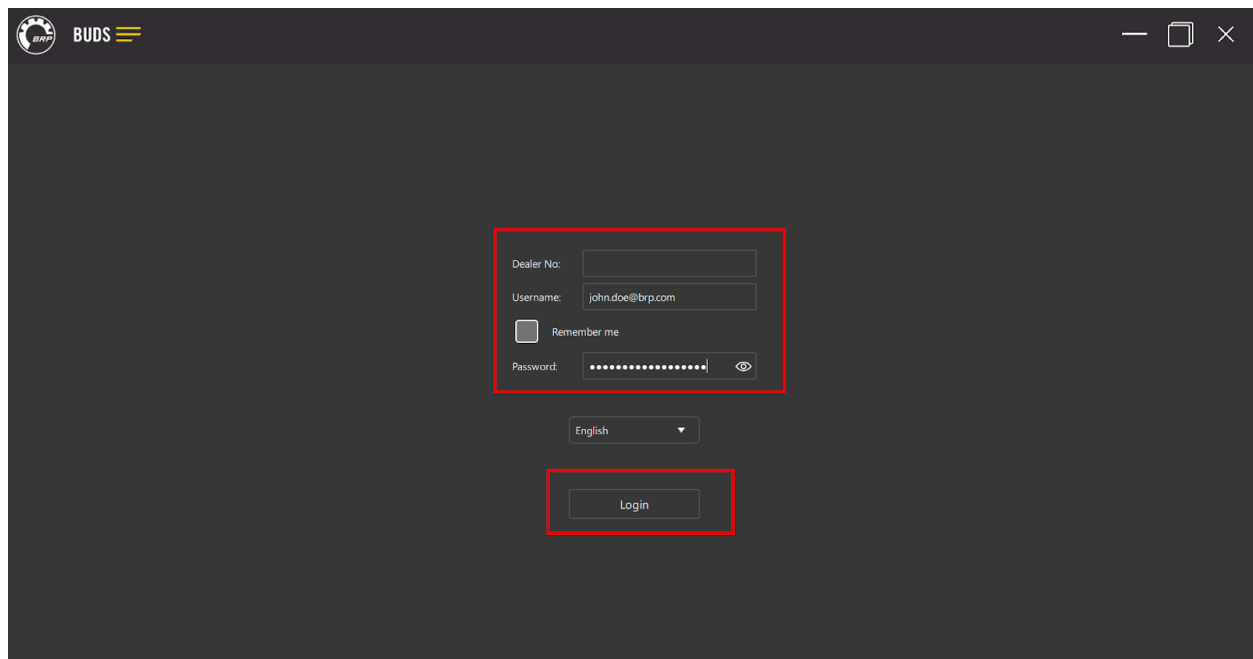 BRP BUDS
Dealer No:
Username: john.doe@brp.com
Remember me
Password: ••••••••••••••••••
English
Login